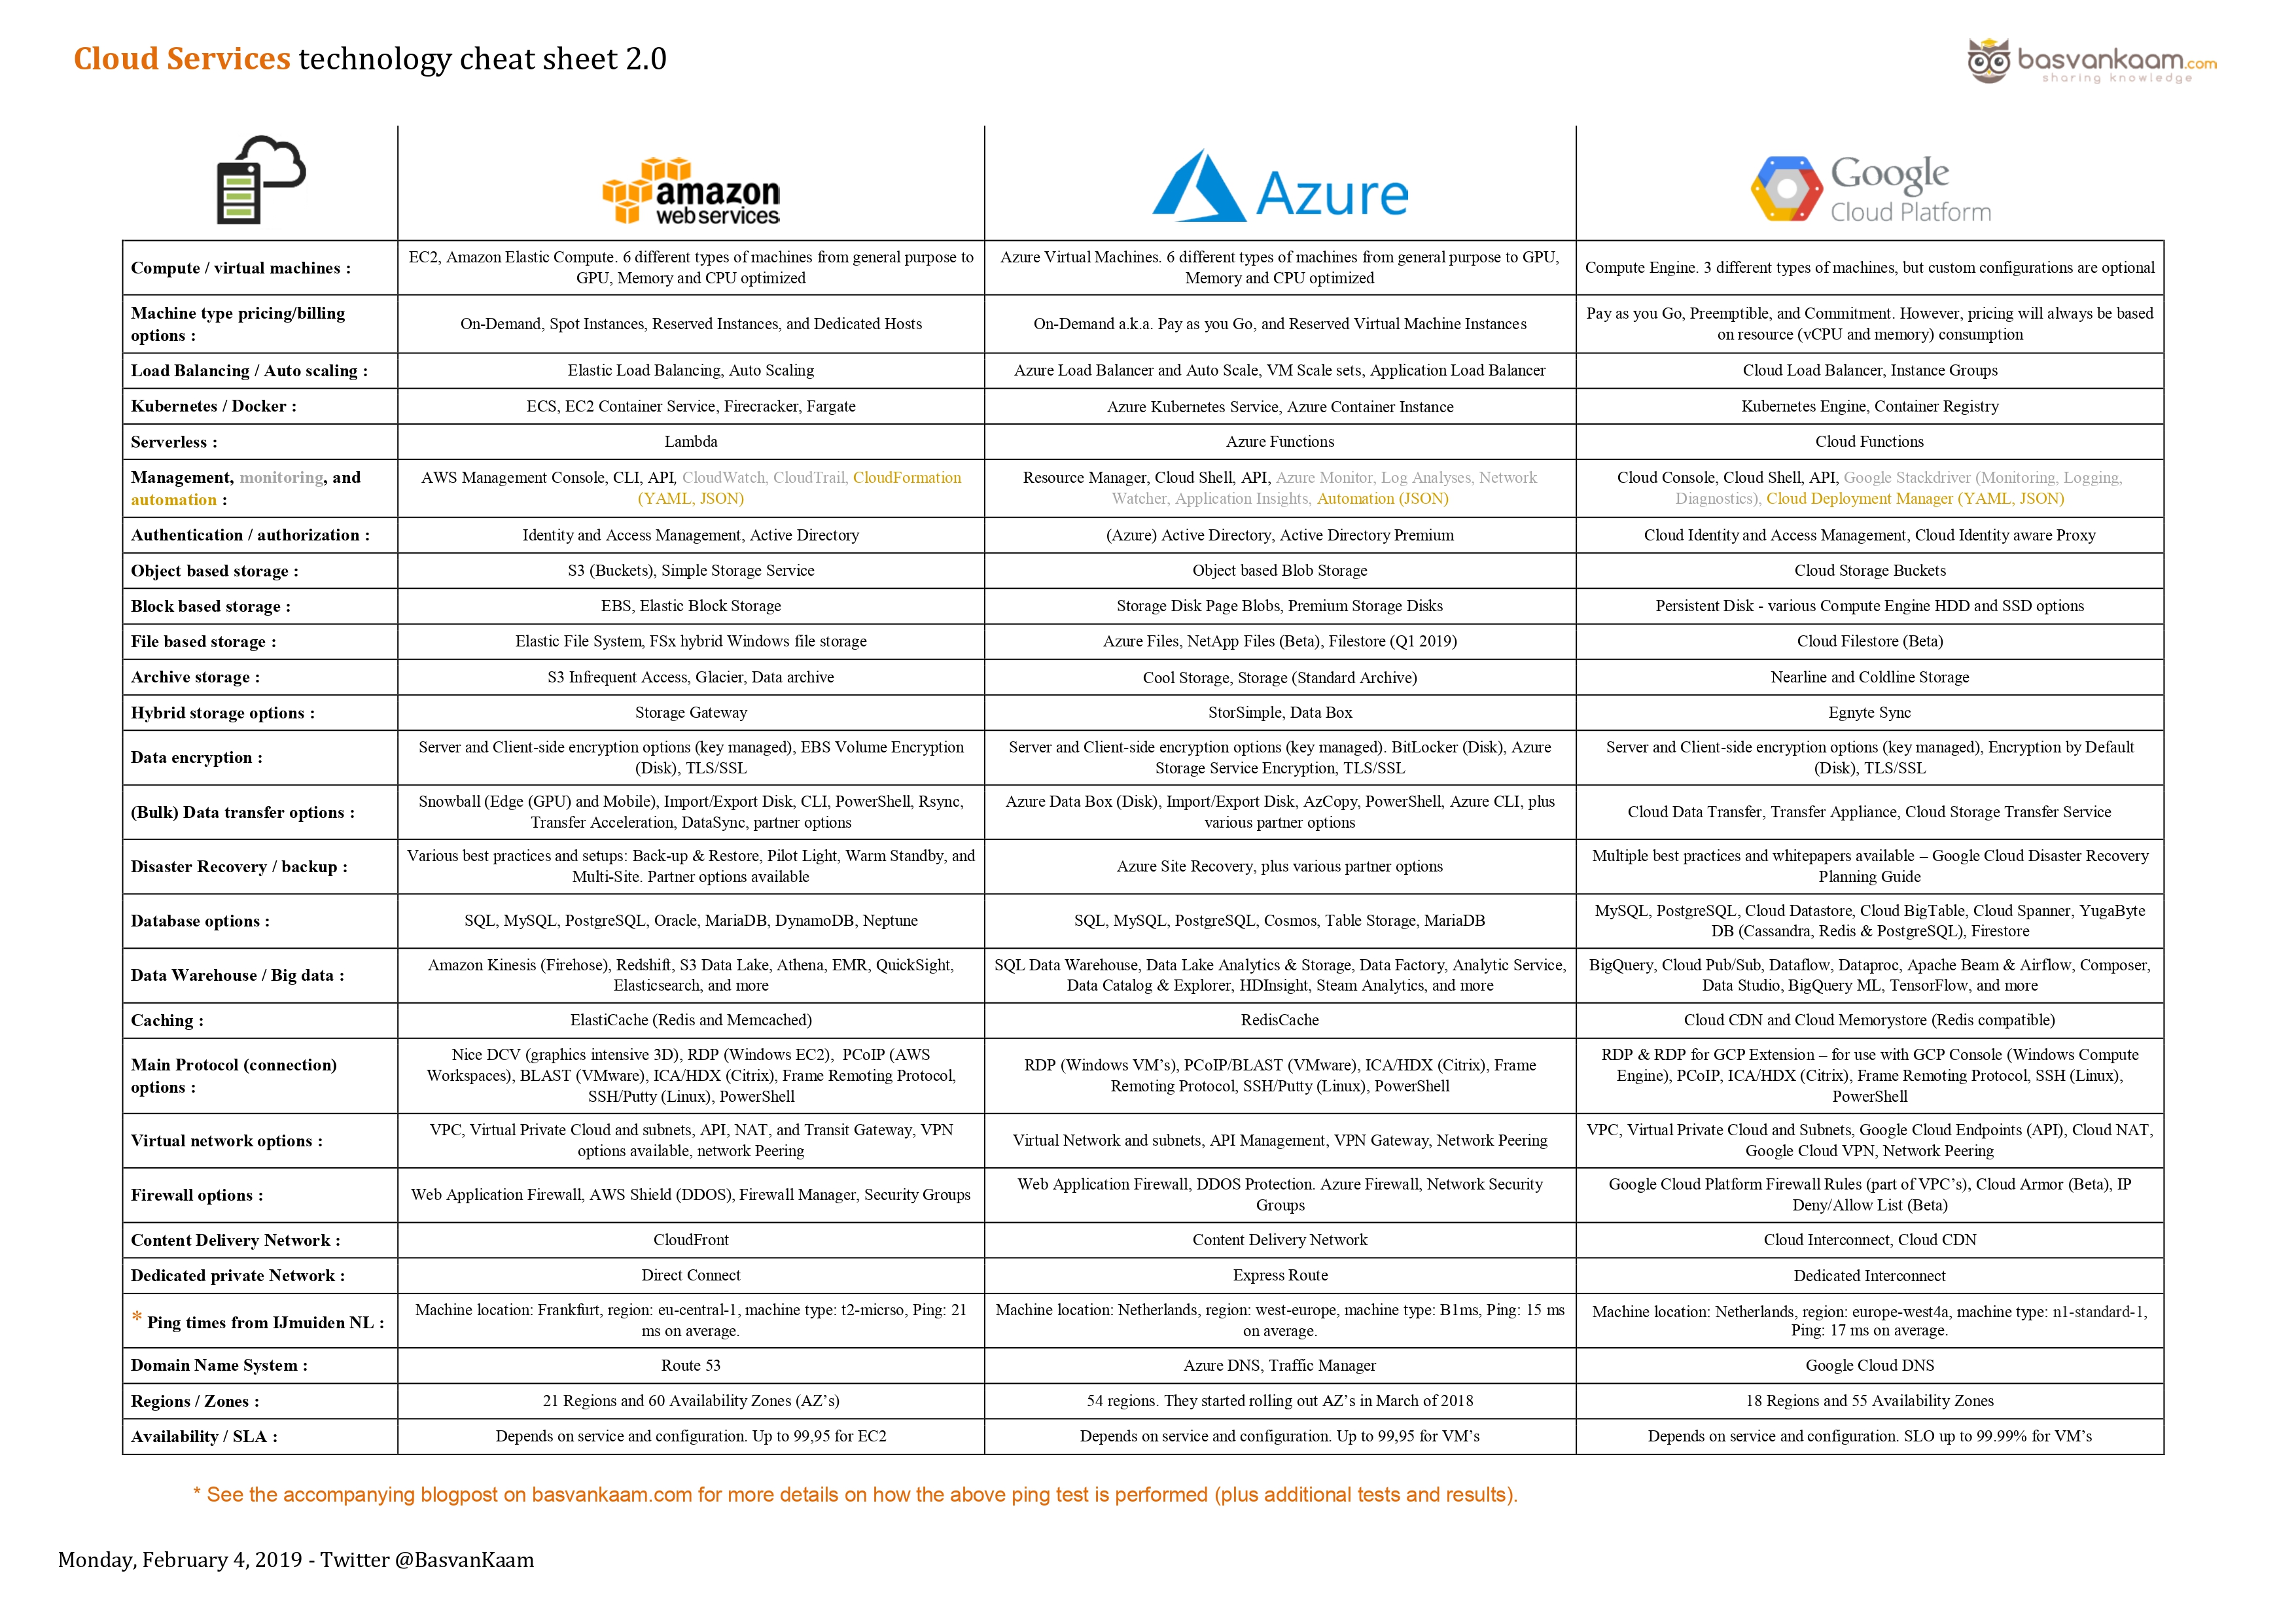 Cloud Services technology cheat sheet 2.0
basvankaam.com
sharing knowledge
amazon
webservices
Azure
Google
Cloud Platform
Compute / virtual machines :
EC2, Amazon Elastic Compute. 6 different types of machines from general purpose to
GPU, Memory and CPU optimized
Azure Virtual Machines. 6 different types of machines from general purpose to GPU,
Memory and CPU optimized
Compute Engine. 3 different types of machines, but custom configurations are optional
Machine type pricing/billing
options :
On-Demand, Spot Instances, Reserved Instances, and Dedicated Hosts
On-Demand a.k.a. Pay as you Go, and Reserved Virtual Machine Instances
Pay as you Go, Preemptible, and Commitment. However, pricing will always be based
on resource (vCPU and memory) consumption
Load Balancing / Auto scaling :
Elastic Load Balancing, Auto Scaling
Azure Load Balancer and Auto Scale, VM Scale sets, Application Load Balancer
Cloud Load Balancer, Instance Groups
Kubernetes / Docker :
ECS, EC2 Container Service, Firecracker, Fargate
Azure Kubernetes Service, Azure Container Instance
Kubernetes Engine, Container Registry
Serverless :
Lambda
Azure Functions
Cloud Functions
Management, monitoring, and
automation :
AWS Management Console, CLI, API, CloudWatch, CloudTrail, CloudFormation
(YAML, JSON)
Resource Manager, Cloud Shell, API, Azure Monitor, Log Analyses, Network
Watcher, Application Insights, Automation (JSON)
Cloud Console, Cloud Shell, API, Google Stackdriver (Monitoring, Logging,
Diagnostics), Cloud Deployment Manager (YAML, JSON)
Authentication / authorization :
Identity and Access Management, Active Directory
(Azure) Active Directory, Active Directory Premium
Cloud Identity and Access Management, Cloud Identity aware Proxy
Object based storage :
S3 (Buckets), Simple Storage Service
Object based Blob Storage
Cloud Storage Buckets
Block based storage :
EBS, Elastic Block Storage
Storage Disk Page Blobs, Premium Storage Disks
Persistent Disk - various Compute Engine HDD and SSD options
File based storage :
Elastic File System, FSx hybrid Windows file storage
Azure Files, NetApp Files (Beta), Filestore (Q1 2019)
Cloud Filestore (Beta)
Archive storage :
S3 Infrequent Access, Glacier, Data archive
Cool Storage, Storage (Standard Archive)
Nearline and Coldline Storage
Hybrid storage options :
Storage Gateway
StorSimple, Data Box
Egnyte Sync
Data encryption :
Server and Client-side encryption options (key managed), EBS Volume Encryption
(Disk), TLS/SSL
Server and Client-side encryption options (key managed). BitLocker (Disk), Azure
Storage Service Encryption, TLS/SSL
Server and Client-side encryption options (key managed), Encryption by Default
(Disk), TLS/SSL
(Bulk) Data transfer options :
Snowball (Edge (GPU) and Mobile), Import/Export Disk, CLI, PowerShell, Rsync,
Transfer Acceleration, DataSync, partner options
Azure Data Box (Disk), Import/Export Disk, AzCopy, PowerShell, Azure CLI, plus
various partner options
Cloud Data Transfer, Transfer Appliance, Cloud Storage Transfer Service
Disaster Recovery / backup :
Various best practices and setups: Back-up & Restore, Pilot Light, Warm Standby, and
Multi-Site. Partner options available
Azure Site Recovery, plus various partner options
Multiple best practices and whitepapers available – Google Cloud Disaster Recovery
Planning Guide
Database options :
SQL, MySQL, PostgreSQL, Oracle, MariaDB, DynamoDB, Neptune
SQL, MySQL, PostgreSQL, Cosmos, Table Storage, MariaDB
MySQL, PostgreSQL, Cloud Datastore, Cloud BigTable, Cloud Spanner, YugaByte
DB (Cassandra, Redis & PostgreSQL), Firestore
Data Warehouse / Big data :
Amazon Kinesis (Firehose), Redshift, S3 Data Lake, Athena, EMR, QuickSight,
Elasticsearch, and more
SQL Data Warehouse, Data Lake Analytics & Storage, Data Factory, Analytic Service,
Data Catalog & Explorer, HDInsight, Steam Analytics, and more
BigQuery, Cloud Pub/Sub, Dataflow, Dataproc, Apache Beam & Airflow, Composer,
Data Studio, BigQuery ML, TensorFlow, and more
Caching :
ElastiCache (Redis and Memcached)
RedisCache
Cloud CDN and Cloud Memorystore (Redis compatible)
Main Protocol (connection)
options :
Nice DCV (graphics intensive 3D), RDP (Windows EC2), PCoIP (AWS
Workspaces), BLAST (VMware), ICA/HDX (Citrix), Frame Remoting Protocol,
SSH/Putty (Linux), PowerShell
RDP (Windows VM's), PCoIP/BLAST (VMware), ICA/HDX (Citrix), Frame
Remoting Protocol, SSH/Putty (Linux), PowerShell
RDP & RDP for GCP Extension – for use with GCP Console (Windows Compute
Engine), PCoIP, ICA/HDX (Citrix), Frame Remoting Protocol, SSH (Linux),
PowerShell
Virtual network options :
VPC, Virtual Private Cloud and subnets, API, NAT, and Transit Gateway, VPN
options available, network Peering
Virtual Network and subnets, API Management, VPN Gateway, Network Peering
VPC, Virtual Private Cloud and Subnets, Google Cloud Endpoints (API), Cloud NAT,
Google Cloud VPN, Network Peering
Firewall options :
Web Application Firewall, AWS Shield (DDOS), Firewall Manager, Security Groups
Web Application Firewall, DDOS Protection. Azure Firewall, Network Security
Groups
Google Cloud Platform Firewall Rules (part of VPC's), Cloud Armor (Beta), IP
Deny/Allow List (Beta)
Content Delivery Network :
CloudFront
Content Delivery Network
Cloud Interconnect, Cloud CDN
Dedicated private Network :
Direct Connect
Express Route
Dedicated Interconnect
* Ping times from IJmuiden NL :
Machine location: Frankfurt, region: eu-central-1, machine type: t2-micrso, Ping: 21
ms on average.
Machine location: Netherlands, region: west-europe, machine type: B1ms, Ping: 15 ms
on average.
Machine location: Netherlands, region: europe-west4a, machine type: n1-standard-1,
Ping: 17 ms on average.
Domain Name System :
Route 53
Azure DNS, Traffic Manager
Google Cloud DNS
Regions / Zones :
21 Regions and 60 Availability Zones (AZ's)
54 regions. They started rolling out AZ's in March of 2018
18 Regions and 55 Availability Zones
Availability / SLA :
Depends on service and configuration. Up to 99,95 for EC2
Depends on service and configuration. Up to 99,95 for VM's
Depends on service and configuration. SLO up to 99.99% for VM's
* See the accompanying blogpost on basvankaam.com for more details on how the above ping test is performed (plus additional tests and results).
Monday, February 4, 2019 - Twitter @BasvanKaam